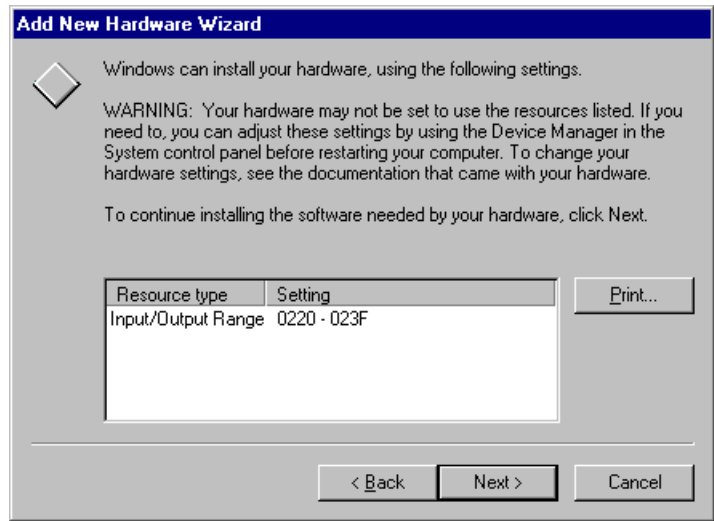 Add New Hardware Wizard
Windows can install your hardware, using the following settings.
WARNING:  Your hardware may not be set to use the resources listed. If you
need to, you can adjust these settings by using the Device Manager in the
System control panel before restarting your computer. To change your
hardware settings, see the documentation that came with your hardware.
To continue installing the software needed by your hardware, click Next.
Resource type Setting
Input/Output Range 0220 - 023F
Print...
< Back Next > Cancel